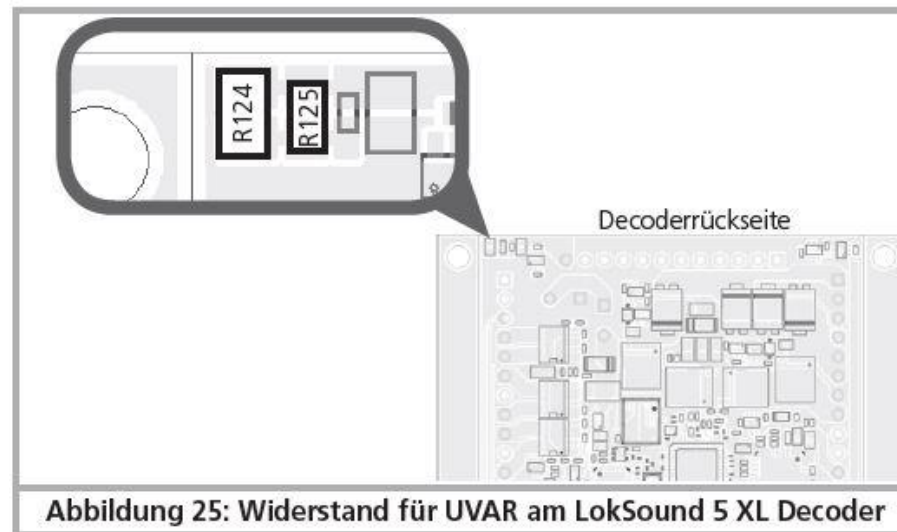 R124
R125
Decoderrückseite
Abbildung 25: Widerstand für UVAR am LokSound 5 XL Decoder